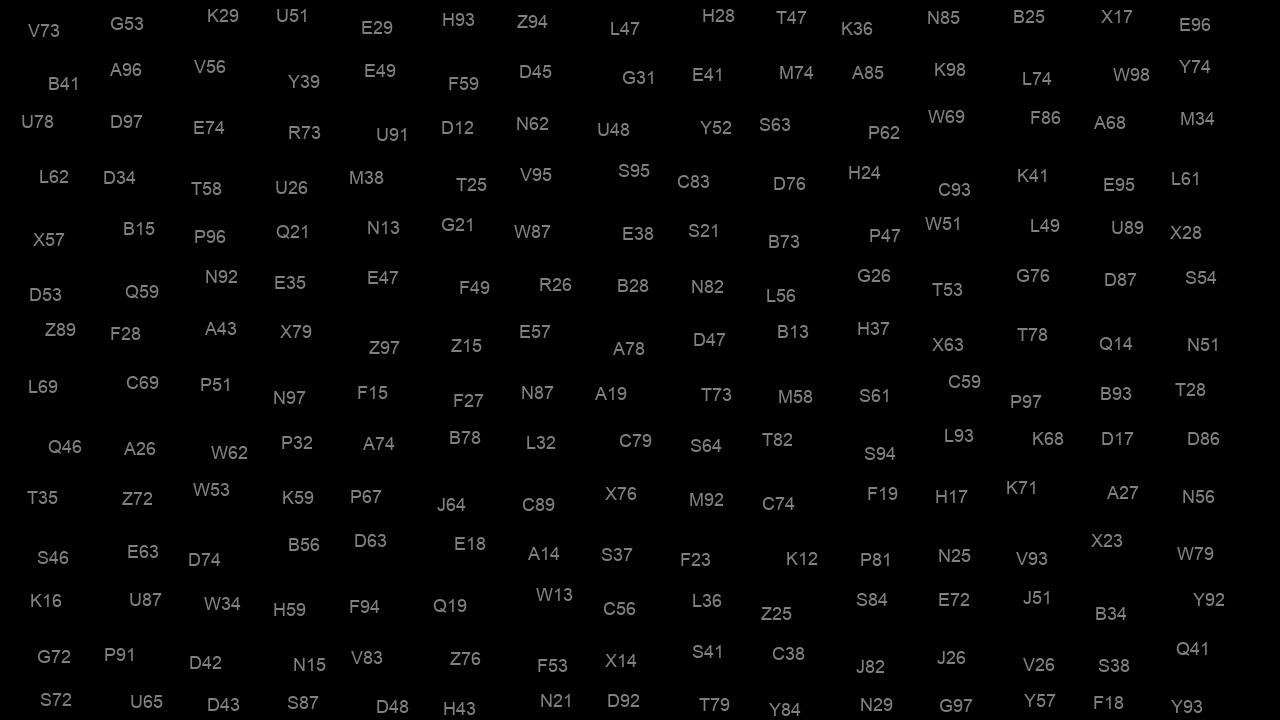 V73 G53 K29 U51 E29 H93 Z94 L47 H28 T47 K36 N85 B25 X17 E96
B41 A96 V56 Y39 E49 F59 D45 G31 E41 M74 A85 K98 L74 W98 Y74
U78 D97 E74 R73 U91 D12 N62 U48 Y52 S63 P62 W69 F86 A68 M34
L62 D34 T58 U26 M38 T25 V95 S95 C83 D76 H24 C93 K41 E95 L61
X57 B15 P96 Q21 N13 G21 W87 E38 S21 B73 P47 W51 L49 U89 X28
D53 Q59 N92 E35 E47 F49 R26 B28 N82 L56 G26 T53 G76 D87 S54
Z89 F28 A43 X79 Z97 Z15 E57 A78 D47 B13 H37 X63 T78 Q14 N51
L69 C69 P51 N97 F15 F27 N87 A19 T73 M58 S61 C59 P97 B93 T28
Q46 A26 W62 P32 A74 B78 L32 C79 S64 T82 S94 L93 K68 D17 D86
T35 Z72 W53 K59 P67 J64 C89 X76 M92 C74 F19 H17 K71 A27 N56
S46 E63 D74 B56 D63 E18 A14 S37 F23 K12 P81 N25 V93 X23 W79
K16 U87 W34 H59 F94 Q19 W13 C56 L36 Z25 S84 E72 J51 B34 Y92
G72 P91 D42 N15 V83 Z76 F53 X14 S41 C38 J82 J26 V26 S38 Q41
S72 U65 D43 S87 D48 H43 N21 D92 T79 Y84 N29 G97 Y57 F18 Y93